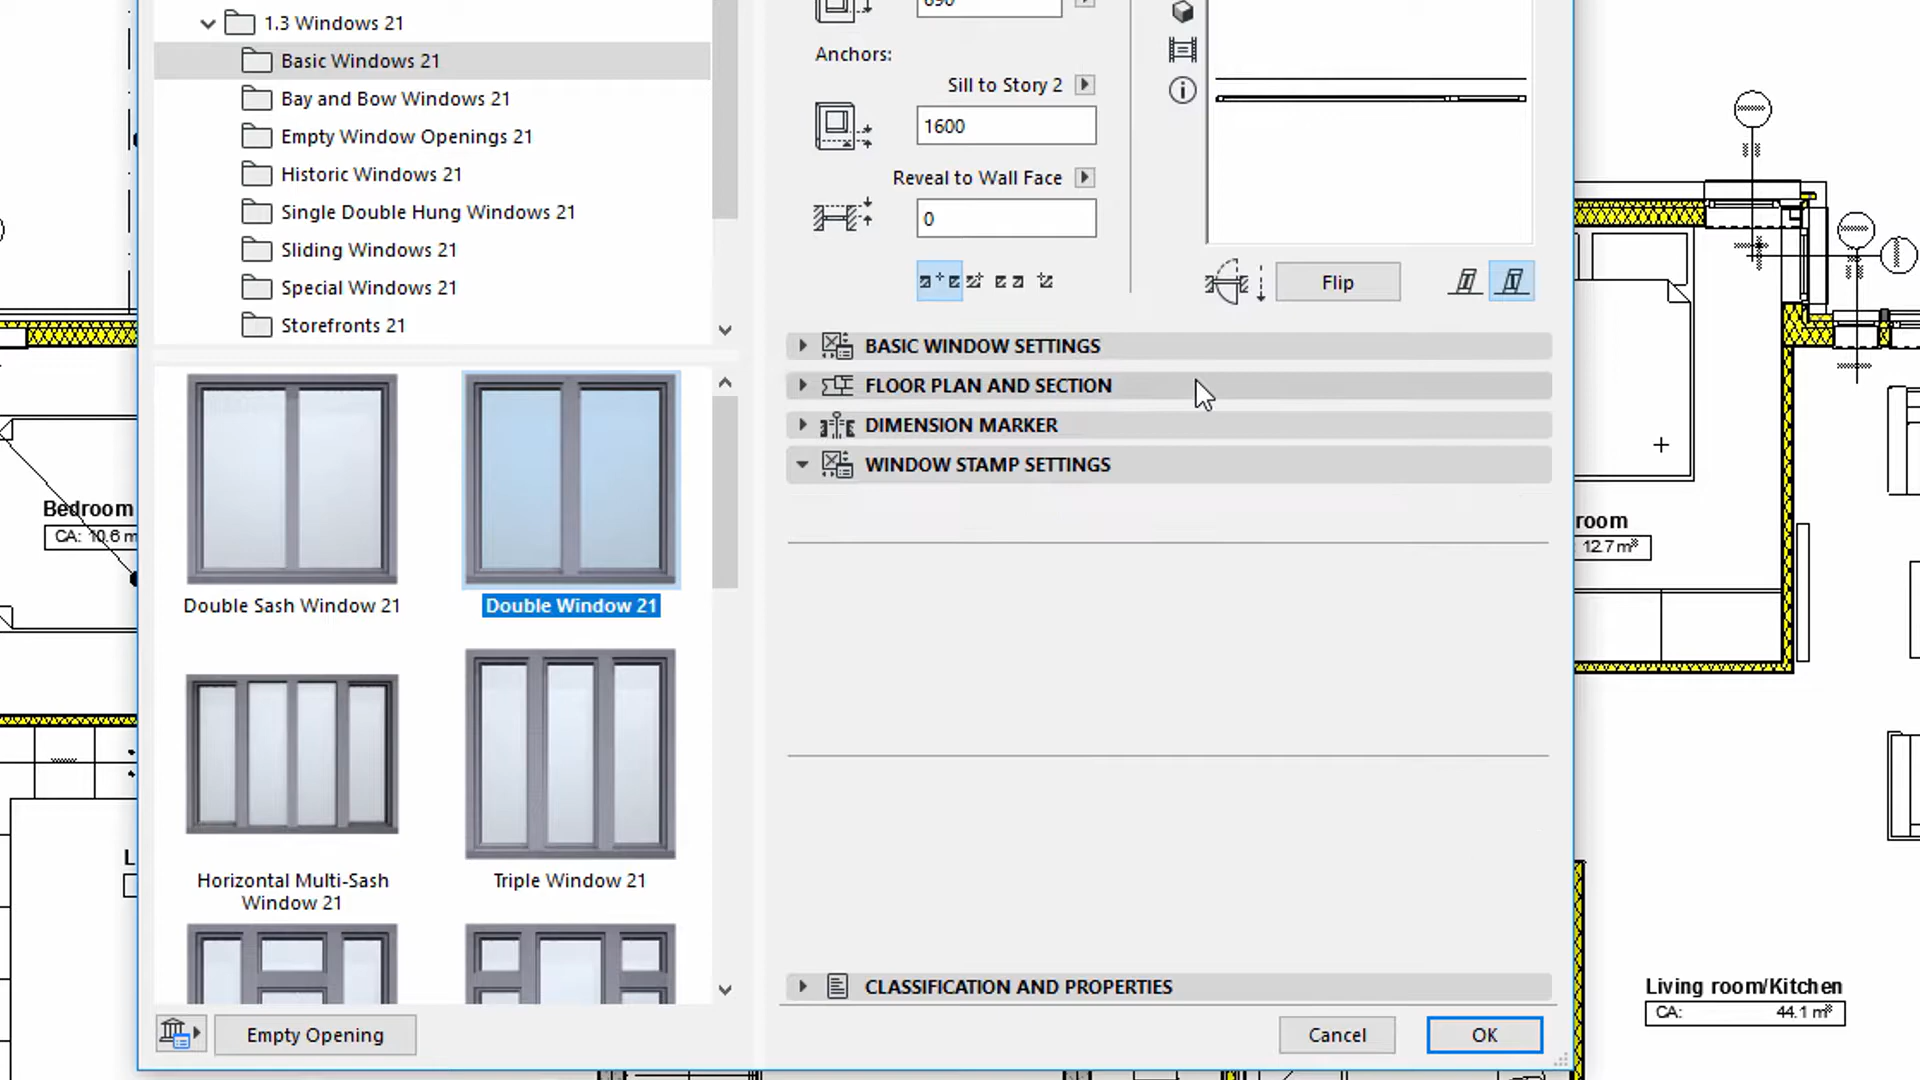 1.3 Windows 21
Basic Windows 21
Bay and Bow Windows 21
Empty Window Openings 21
Historic Windows 21
Single Double Hung Windows 21
Sliding Windows 21
Special Windows 21
Storefronts 21
Double Sash Window 21
Double Window 21
Horizontal Multi-Sash
Window 21
Triple Window 21
Empty Opening
Anchors:
Sill to Story 2
1600
Reveal to Wall Face
0
Flip
BASIC WINDOW SETTINGS
FLOOR PLAN AND SECTION
DIMENSION MARKER
WINDOW STAMP SETTINGS
CLASSIFICATION AND PROPERTIES
Cancel
OK
Bedroom
CA: 10.6 m
room
12.7 m²
Living room/Kitchen
CA: 44.1 m²
L